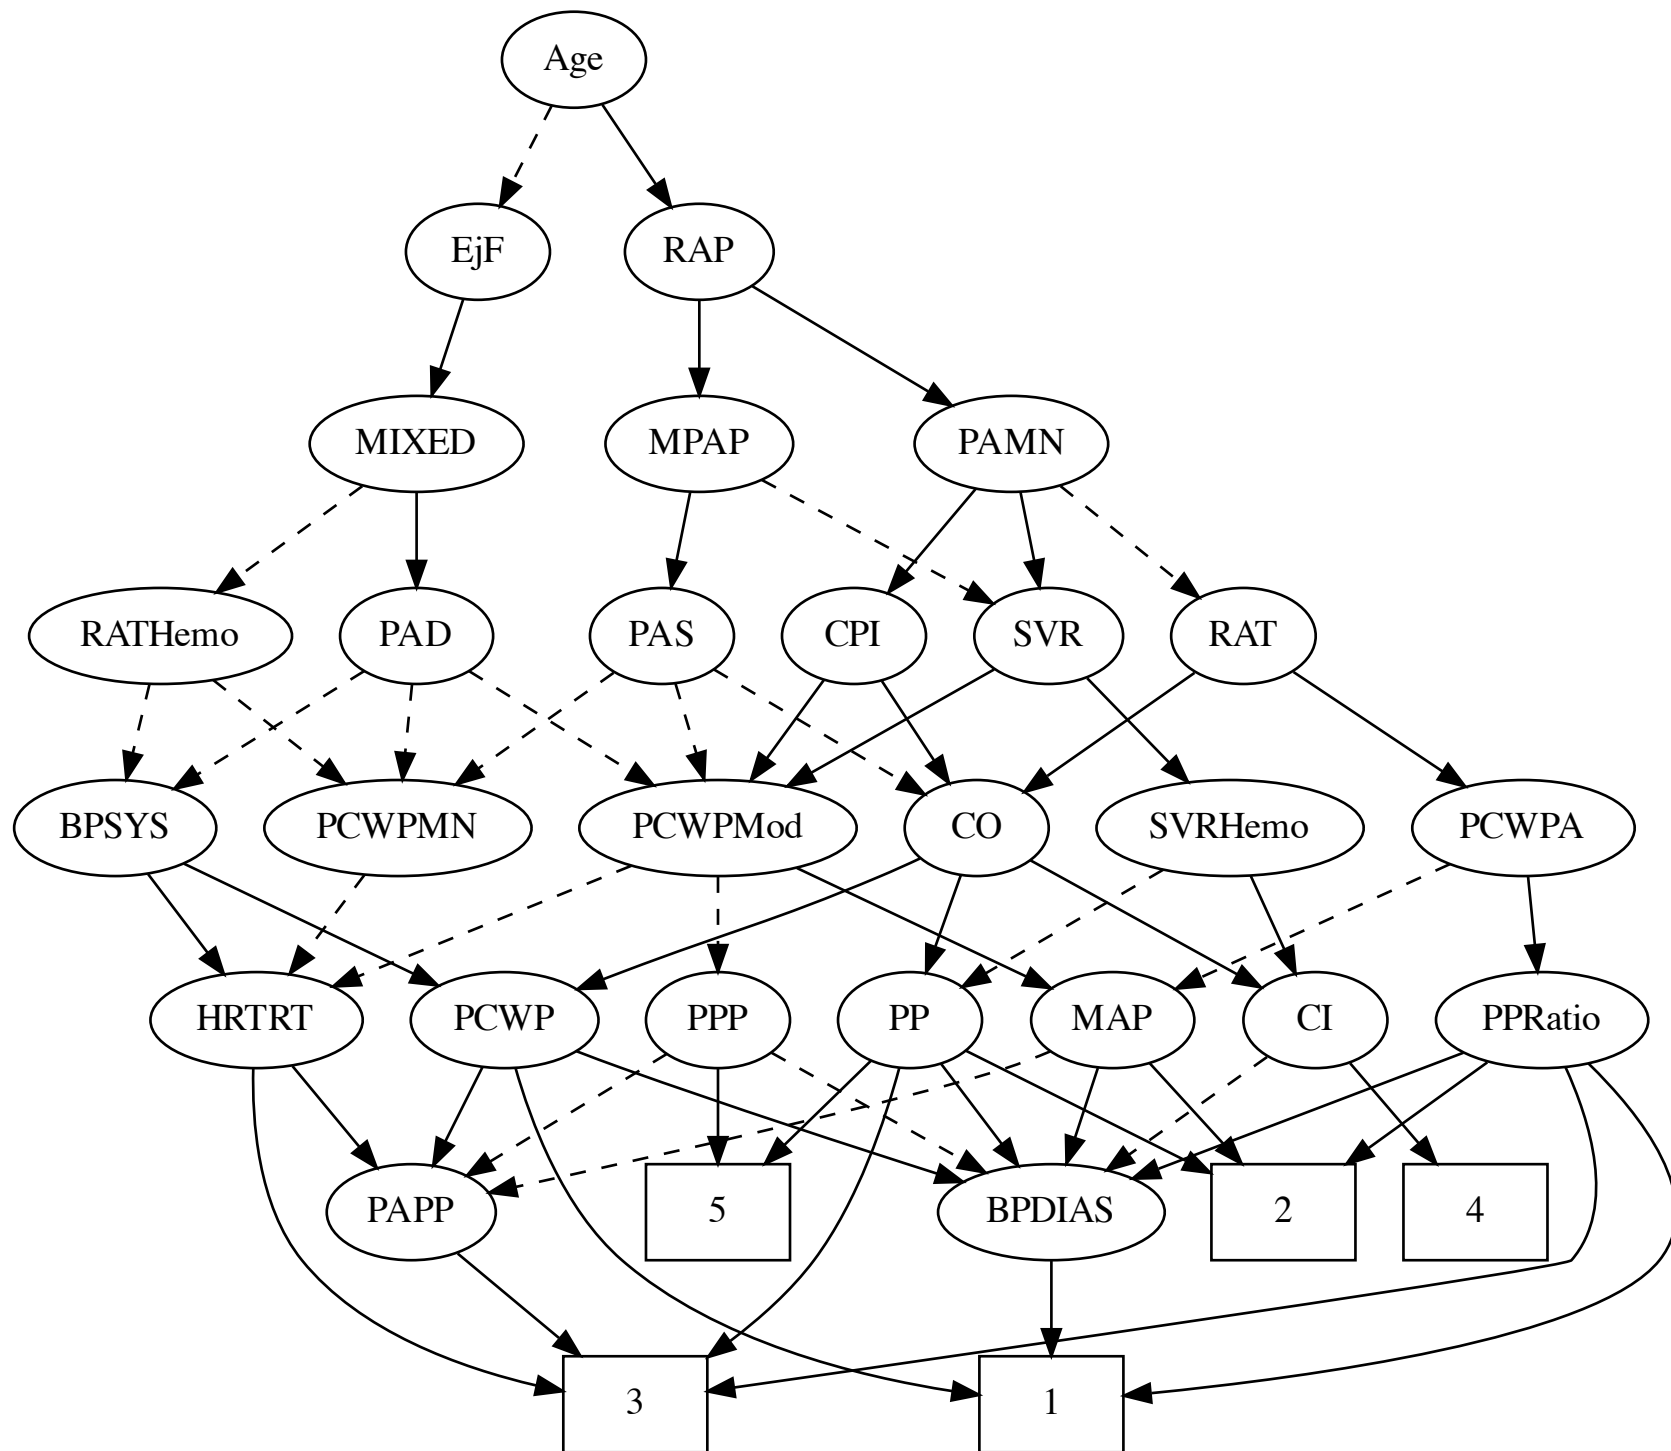 Age
EjF
RAP
MIXED
MPAP
PAMN
RATHemo
PAD
PAS
CPI
SVR
RAT
BPSYS
PCWPMN
PCWPMod
CO
SVRHemo
PCWPA
HRTRT
PCWP
PPP
PP
MAP
CI
PPRatio
PAPP
5
BPDIAS
2
4
3
1